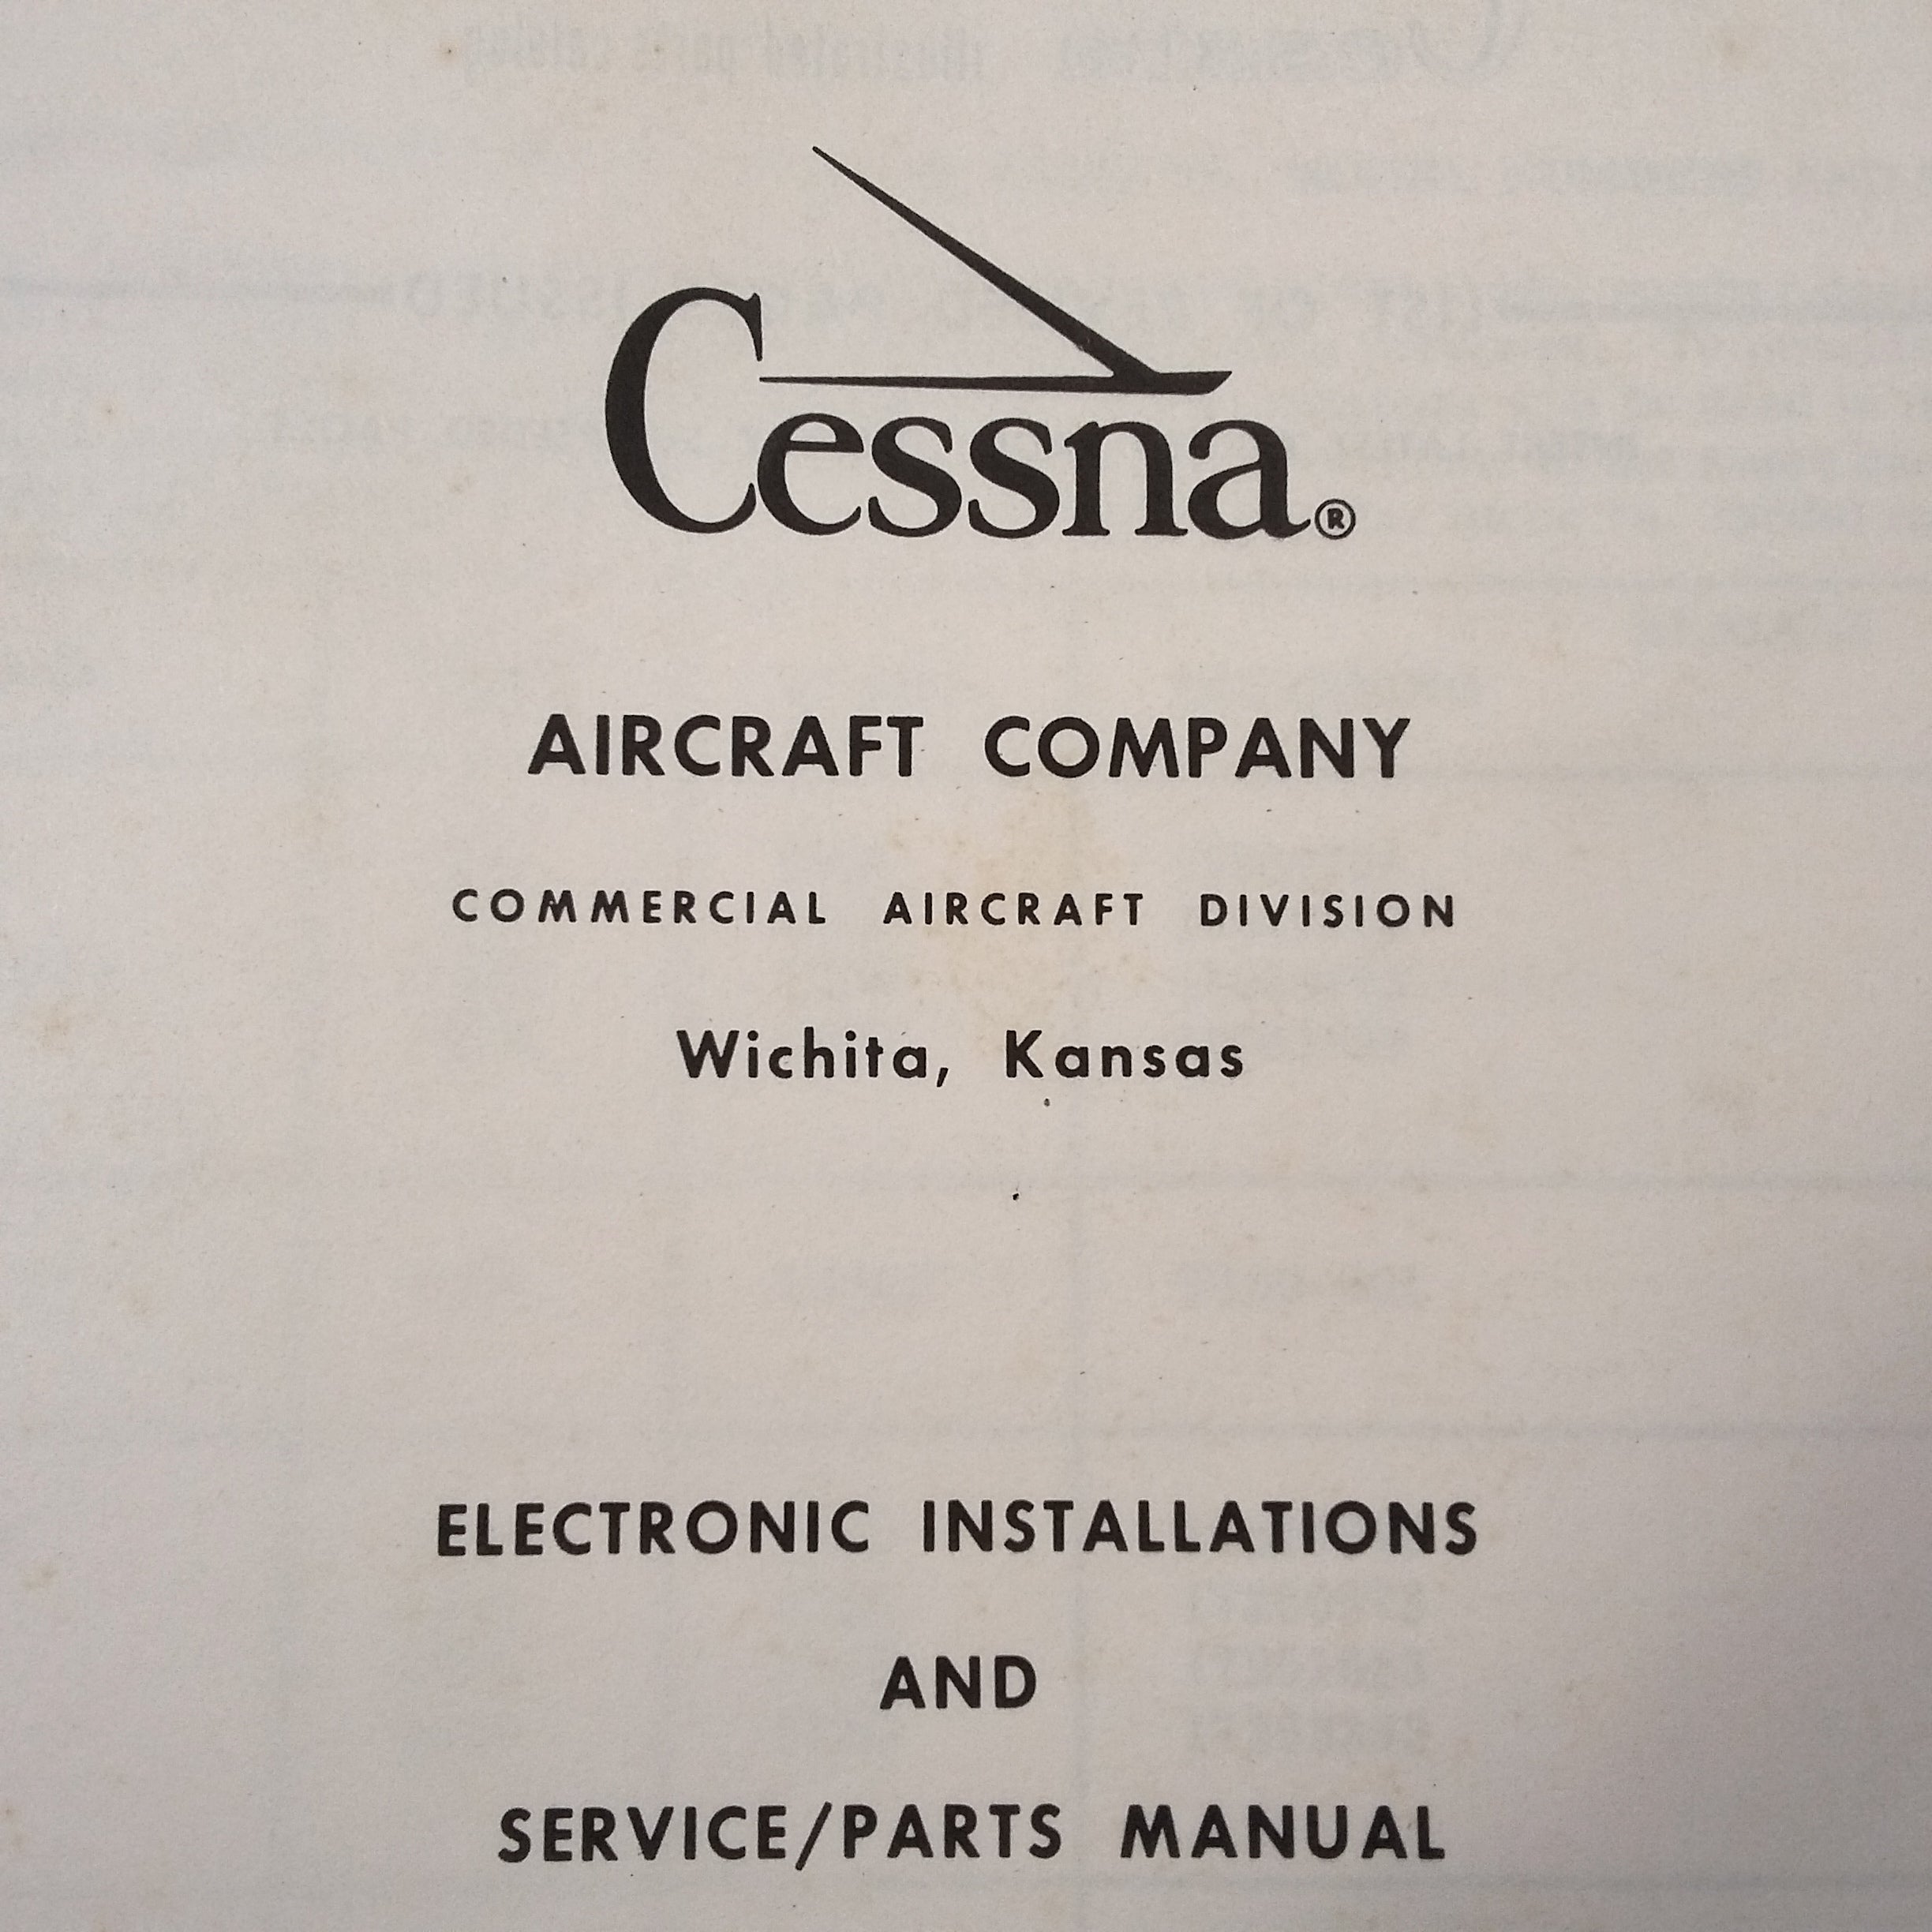 Cessna®
AIRCRAFT COMPANY
COMMERCIAL AIRCRAFT DIVISION
Wichita, Kansas
ELECTRONIC INSTALLATIONS
AND
SERVICE/PARTS MANUAL